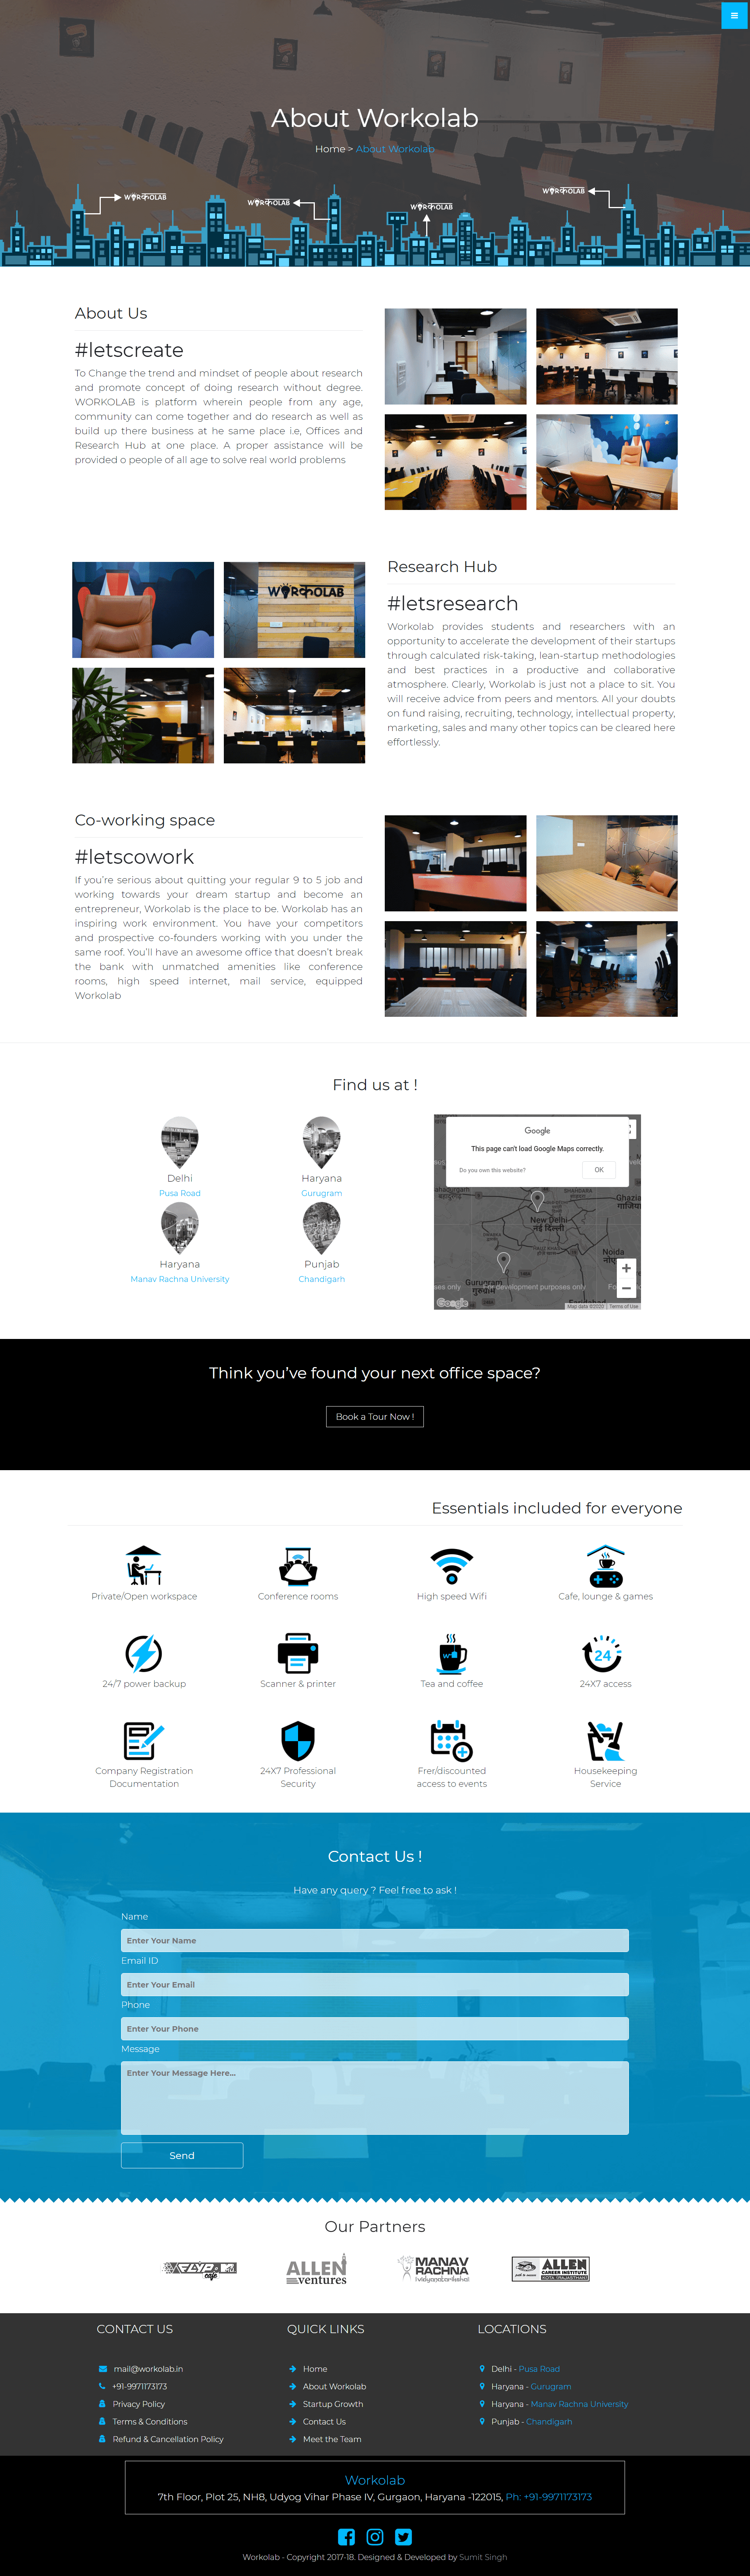 About Workolab
Home > About Workolab
WORKOLAB
WORKOLAB
WORKOLAB
WORKOLAB
About Us
#letscreate
To Change the trend and mindset of people about research
and promote concept of doing research without degree.
WORKOLAB is platform wherein people from any age,
community can come together and do research as well as
build up there business at he same place i.e, Offices and
Research Hub at one place. A proper assistance will be
provided o people of all age to solve real world problems
WORKOLAB
Research Hub
#letsresearch
Workolab provides students and researchers with an
opportunity to accelerate the development of their startups
through calculated risk-taking, lean-startup methodologies
and best practices in a productive and collaborative
atmosphere. Clearly, Workolab is just not a place to sit. You
will receive advice from peers and mentors. All your doubts
on fund raising, recruiting, technology, intellectual property,
marketing, sales and many other topics can be cleared here
effortlessly.
Co-working space
#letscowork
If you’re serious about quitting your regular 9 to 5 job and
working towards your dream startup and become an
entrepreneur, Workolab is the place to be. Workolab has an
inspiring work environment. You have your competitors
and prospective co-founders working with you under the
same roof. You’ll have an awesome office that doesn’t break
the bank with unmatched amenities like conference
rooms, high speed internet, mail service, equipped
Workolab
Find us at !
Delhi
Pusa Road
Haryana
Gurugram
Haryana
Manav Rachna University
Punjab
Chandigarh
Google
This page can't load Google Maps correctly.
Do you own this website?
OK
Ghazia
New Delhi
नई दिल्ली
Noida
नोएडा
Gurugram
गुरुग्राम
For development purposes only
Faridabad
Google
Map data ©2020
Terms of Use
Think you’ve found your next office space?
Book a Tour Now !
Essentials included for everyone
Private/Open workspace
Conference rooms
High speed Wifi
Cafe, lounge & games
24/7 power backup
Scanner & printer
Tea and coffee
24
24X7 access
Company Registration
Documentation
24X7 Professional
Security
Frer/discounted
access to events
Housekeeping
Service
Contact Us !
Have any query ? Feel free to ask !
Name
Enter Your Name
Email ID
Enter Your Email
Phone
Enter Your Phone
Message
Enter Your Message Here...
Send
Our Partners
FLYP@MTV
cafe
ALLEN
ventures
MANAV
RACHNA
vidyanatariksha
ALLEN
CAREER INSTITUTE
KOTA (RAJASTHAN)
CONTACT US
mail@workolab.in
+91-9971173173
Privacy Policy
Terms & Conditions
Refund & Cancellation Policy
QUICK LINKS
Home
About Workolab
Startup Growth
Contact Us
Meet the Team
LOCATIONS
Delhi - Pusa Road
Haryana - Gurugram
Haryana - Manav Rachna University
Punjab - Chandigarh
Workolab
7th Floor, Plot 25, NH8, Udyog Vihar Phase IV, Gurgaon, Haryana -122015, Ph: +91-9971173173
Workolab - Copyright 2017-18. Designed & Developed by Sumit Singh